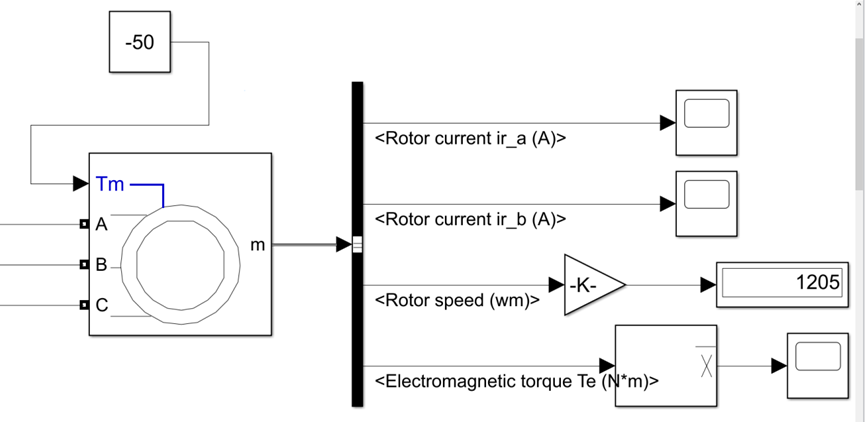 -50
<Rotor current ir_a (A)>
Tm
<Rotor current ir_b (A)>
A
m
B
-K-
1205
<Rotor speed (wm)>
C
<Electromagnetic torque Te (N*m)>